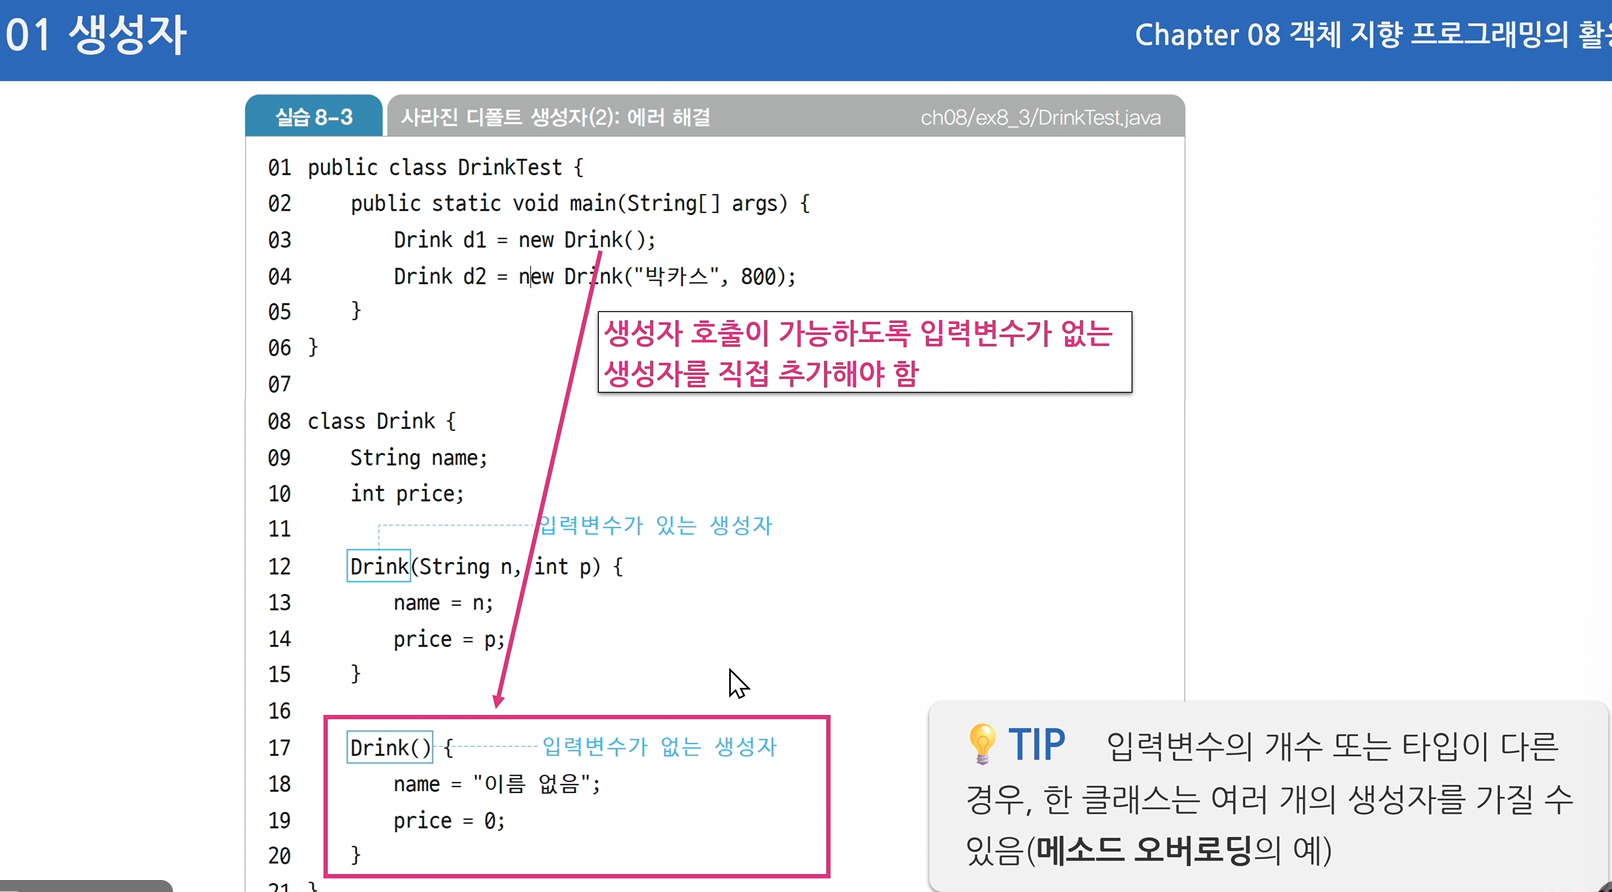 01 생성자
Chapter 08 객체 지향 프로그래밍의
실습 8-3
사라진 디폴트 생성자(2): 에러 해결
ch08/ex8_3/DrinkTest.java
01 public class DrinkTest {
02 public static void main(String[] args) {
03 Drink d1 = new Drink();
04 Drink d2 = new Drink("박카스", 800);
05 }
06 }
생성자 호출이 가능하도록 입력변수가 없는
생성자를 직접 추가해야 함
07
08 class Drink {
09 String name;
10 int price;
11 입력변수가 있는 생성자
12 Drink(String n, int p) {
13 name = n;
14 price = p;
15 }
16
17 Drink() { 입력변수가 없는 생성자
18 name = "이름 없음";
19 price = 0;
20 }
21 }
TIP 입력변수의 개수 또는 타입이 다른
경우, 한 클래스는 여러 개의 생성자를 가질 수
있음(메소드 오버로딩의 예)